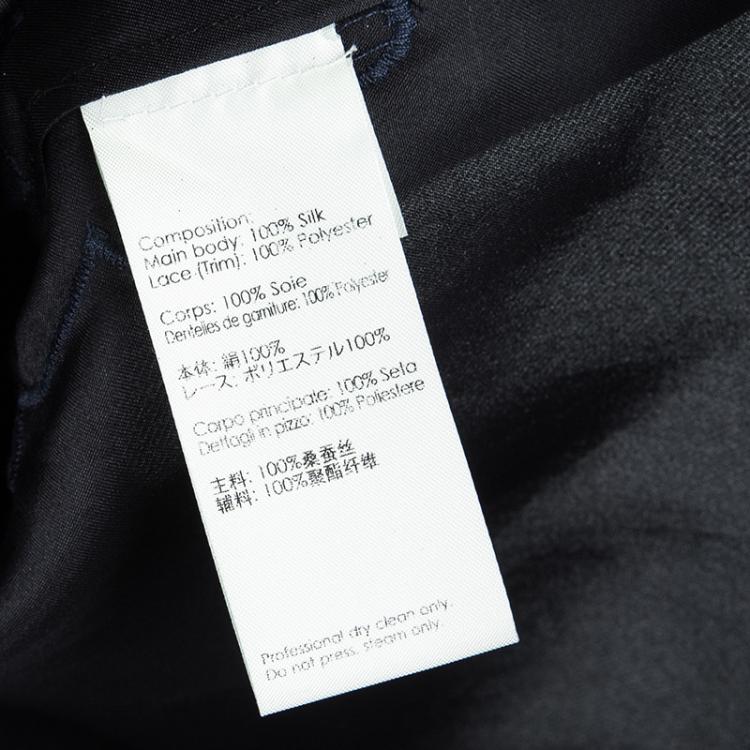 Composition:
Main body: 100% Silk
Lace (Trim): 100% Polyester
Corps: 100% Soie
Dentelles de garniture: 100% Polyester
本体: 絹100%
レース: ポリエステル100%
Corpo principate: 100% Seta
Dettagli in pizzo: 100% Poliestere
主料: 100%桑蚕丝
辅料: 100%聚酯纤维
Professional dry clean only.
Do not press, steam only.